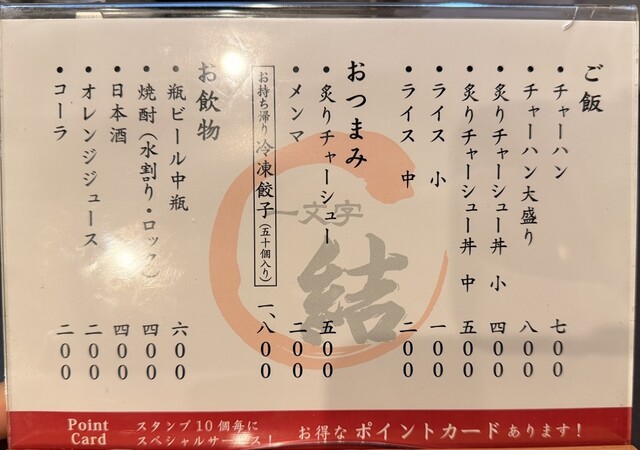 ご飯
・チャーハン 七〇〇
・チャーハン大盛り 八〇〇
・炙りチャーシュー丼 小 四〇〇
・炙りチャーシュー丼 中 五〇〇
・ライス 小 一〇〇
・ライス 中 二〇〇
おつまみ
・炙りチャーシュー 五〇〇
・メンマ 二〇〇
お持ち帰り 冷凍餃子（五十個入り） 一、八〇〇
お飲物
・瓶ビール中瓶 六〇〇
・焼酎（水割り・ロック） 四〇〇
・日本酒 四〇〇
・オレンジジュース 二〇〇
・コーラ 二〇〇
一文字
結
Point Card
スタンプ10個毎に
スペシャルサービス！
お得なポイントカードあります！